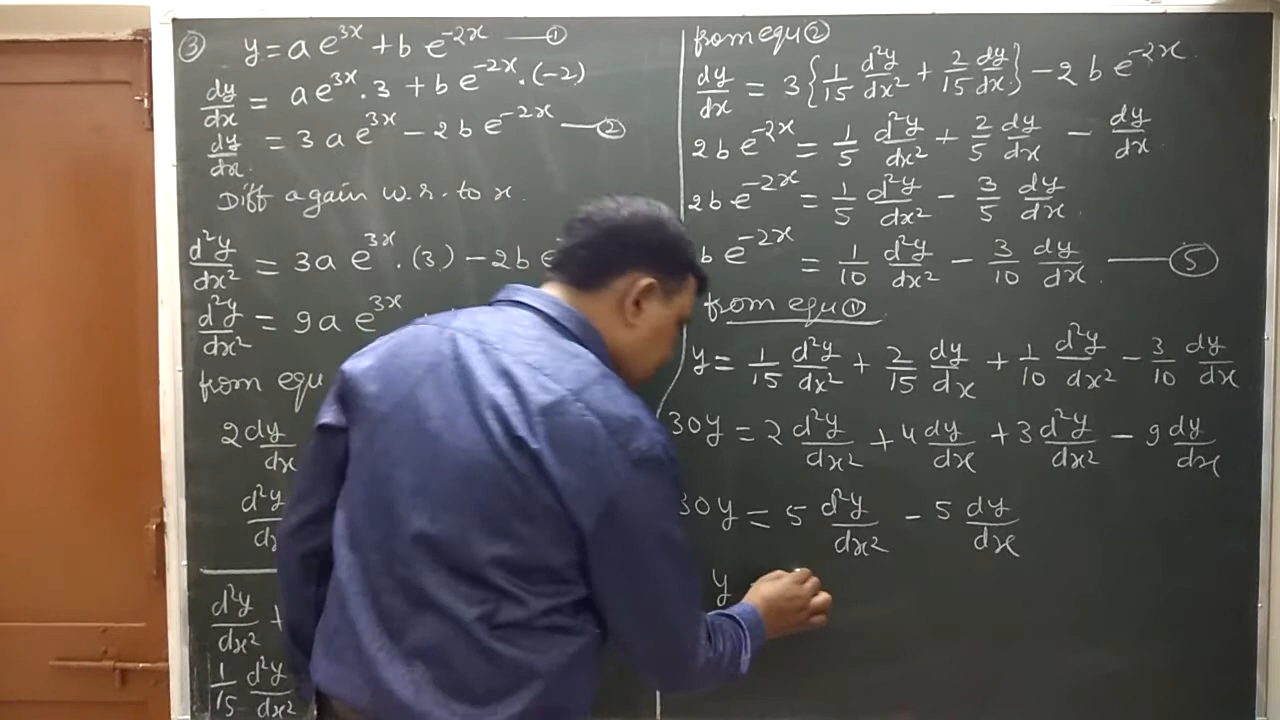 ③ y = a e^{3x} + b e^{-2x} — ①
dy/dx = a e^{3x} · 3 + b e^{-2x} · (-2)
dy/dx = 3 a e^{3x} - 2 b e^{-2x} — ②
Diff again w.r. to x.
d²y/dx² = 3a e^{3x} · (3) - 2b e
d²y/dx² = 9a e^{3x}
from equ
2dy/dx
d²y/dx
d²y/dx² +
1/15 d²y/dx²
from equ ②
dy/dx = 3 { 1/15 d²y/dx² + 2/15 dy/dx } - 2 b e^{-2x}
2b e^{-2x} = 1/5 d²y/dx² + 2/5 dy/dx - dy/dx
2b e^{-2x} = 1/5 d²y/dx² - 3/5 dy/dx
b e^{-2x} = 1/10 d²y/dx² - 3/10 dy/dx — ⑤
from equ ①
y = 1/15 d²y/dx² + 2/15 dy/dx + 1/10 d²y/dx² - 3/10 dy/dx
30y = 2 d²y/dx² + 4 dy/dx + 3 d²y/dx² - 9 dy/dx
30y = 5 d²y/dx² - 5 dy/dx
y